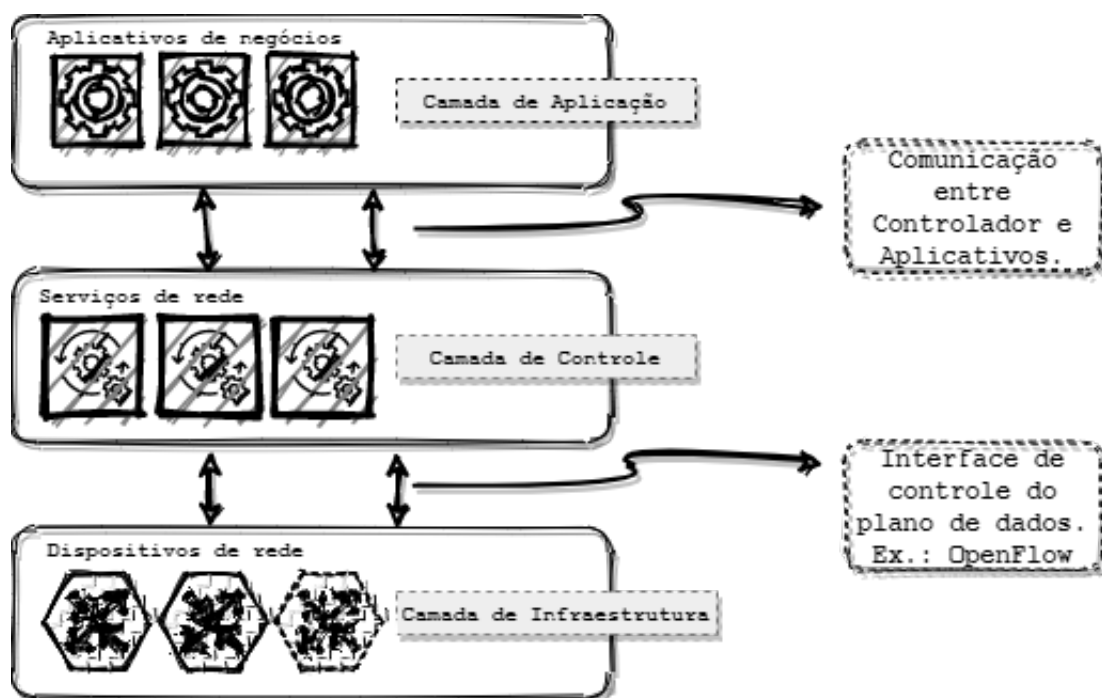 Aplicativos de negócios
Camada de Aplicação
Comunicação
entre
Controlador e
Aplicativos.
Serviços de rede
Camada de Controle
Interface de
controle do
plano de dados.
Ex.: OpenFlow
Dispositivos de rede
Camada de Infraestrutura